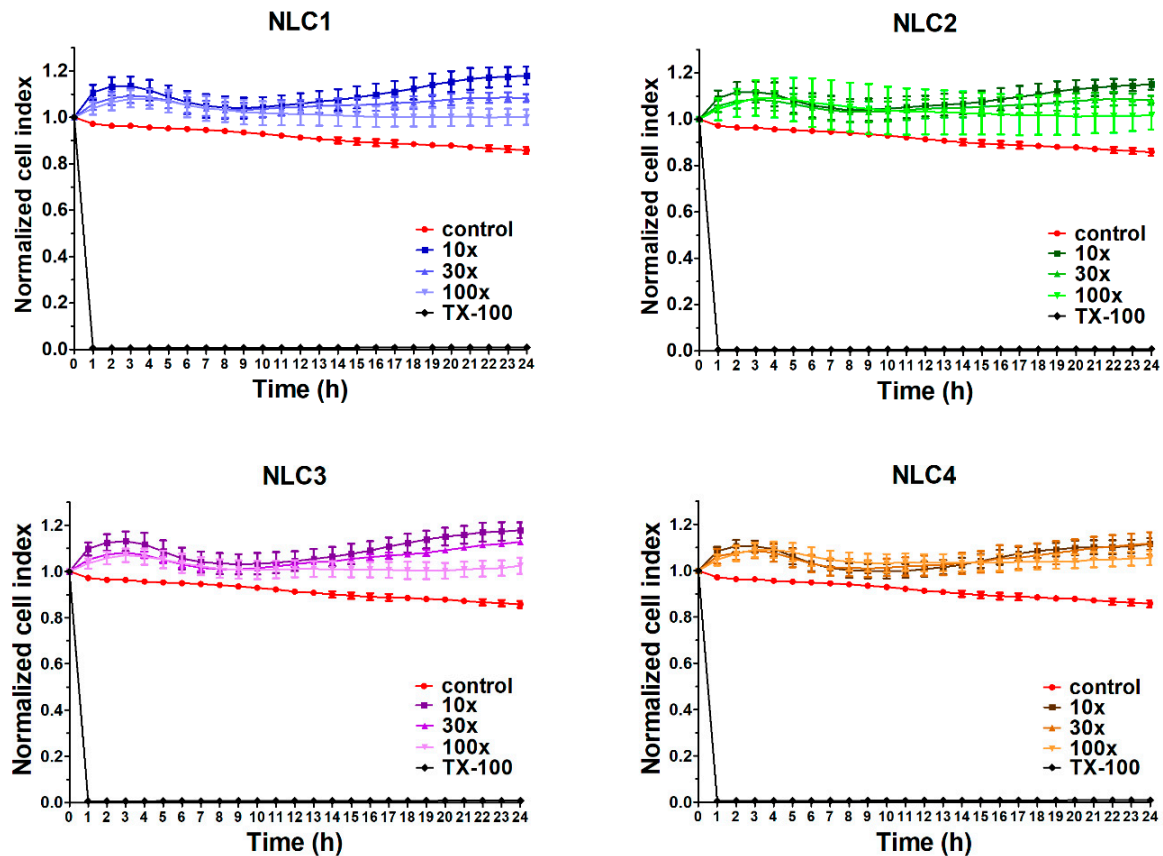 NLC1
Normalized cell index
1.2
1.0
0.8
0.6
0.4
0.2
0.0
control
10x
30x
100x
TX-100
0 1 2 3 4 5 6 7 8 9 10 11 12 13 14 15 16 17 18 19 20 21 22 23 24
Time (h)
NLC2
Normalized cell index
1.2
1.0
0.8
0.6
0.4
0.2
0.0
control
10x
30x
100x
TX-100
0 1 2 3 4 5 6 7 8 9 10 11 12 13 14 15 16 17 18 19 20 21 22 23 24
Time (h)
NLC3
Normalized cell index
1.2
1.0
0.8
0.6
0.4
0.2
0.0
control
10x
30x
100x
TX-100
0 1 2 3 4 5 6 7 8 9 10 11 12 13 14 15 16 17 18 19 20 21 22 23 24
Time (h)
NLC4
Normalized cell index
1.2
1.0
0.8
0.6
0.4
0.2
0.0
control
10x
30x
100x
TX-100
0 1 2 3 4 5 6 7 8 9 10 11 12 13 14 15 16 17 18 19 20 21 22 23 24
Time (h)